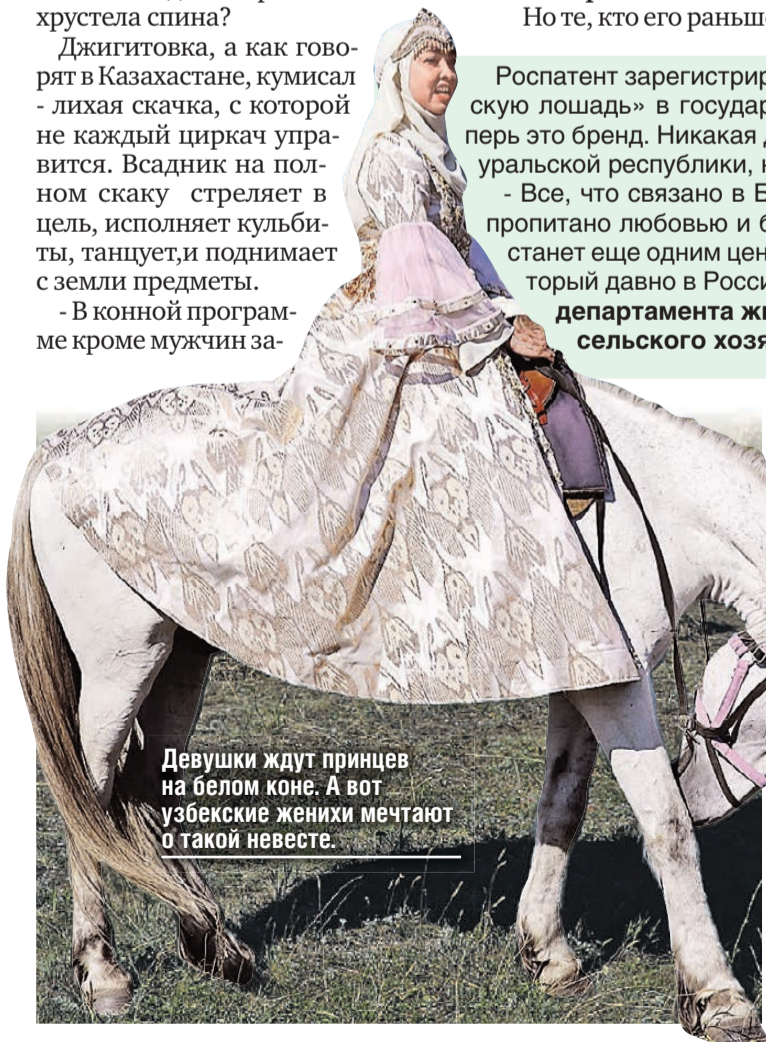 хрустела спина?
Джигитовка, а как гово-
рят в Казахастане, кумисал
- лихая скачка, с которой
не каждый циркач упра-
вится. Всадник на пол-
ном скаку стреляет в
цель, исполняет кульби-
ты, танцует,и поднимает
с земли предметы.
- В конной програм-
ме кроме мужчин за-
Но те, кто его раньше
Роспатент зарегистрир
скую лошадь» в государ
перь это бренд. Никакая
уральской республики,
- Все, что связано в Б
пропитано любовью и б
станет еще одним цен
торый давно в Росси
департамента жи
сельского хозя
Девушки ждут принцев
на белом коне. А вот
узбекские женихи мечтают
о такой невесте.